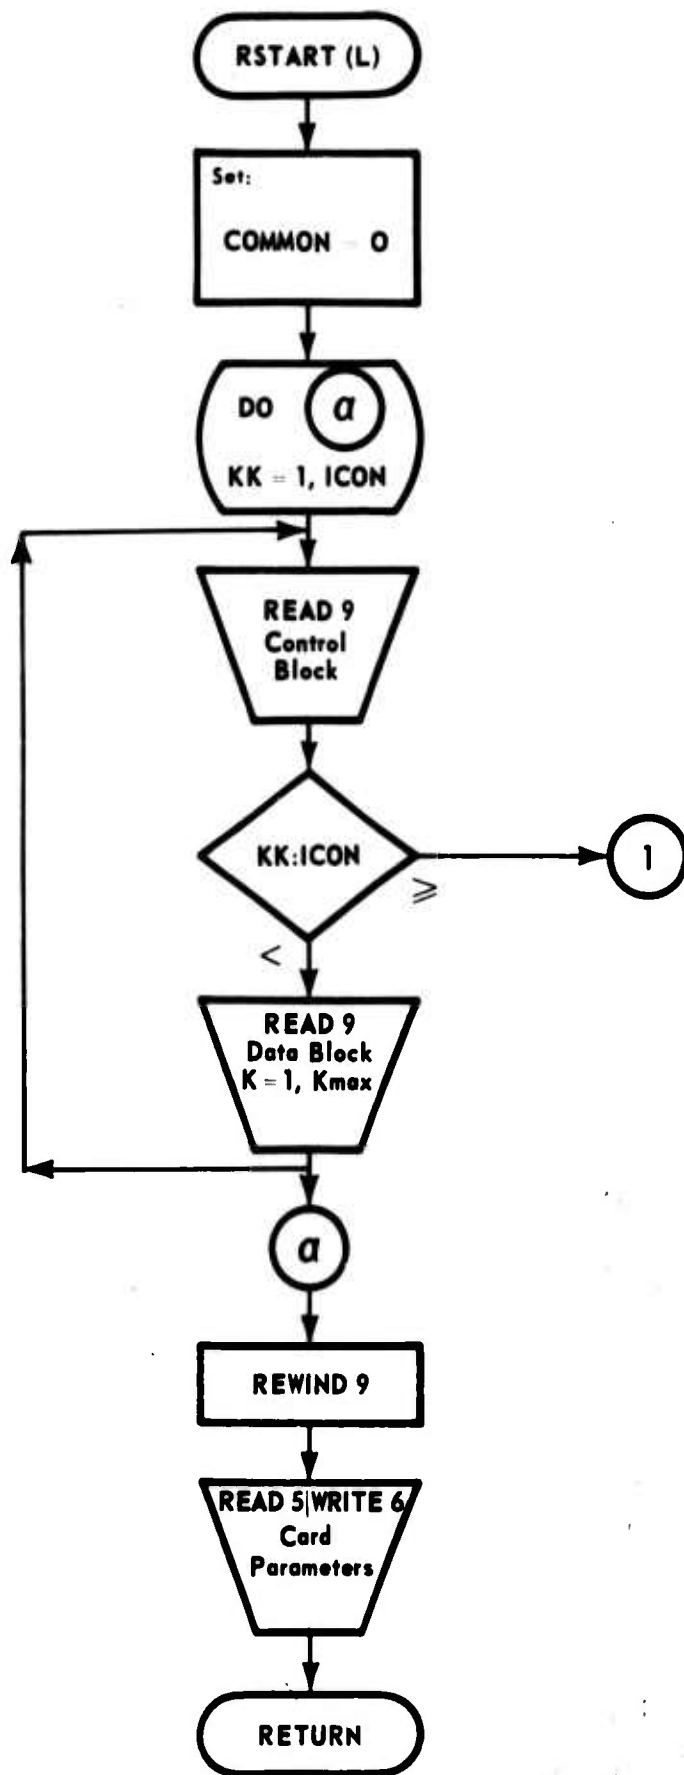 RSTART (L)
Set:
COMMON = O
DO α
KK = 1, ICON
READ 9
Control
Block
KK:ICON
1
≥
<
READ 9
Data Block
K = 1, Kmax
α
REWIND 9
READ 5|WRITE 6
Card
Parameters
RETURN